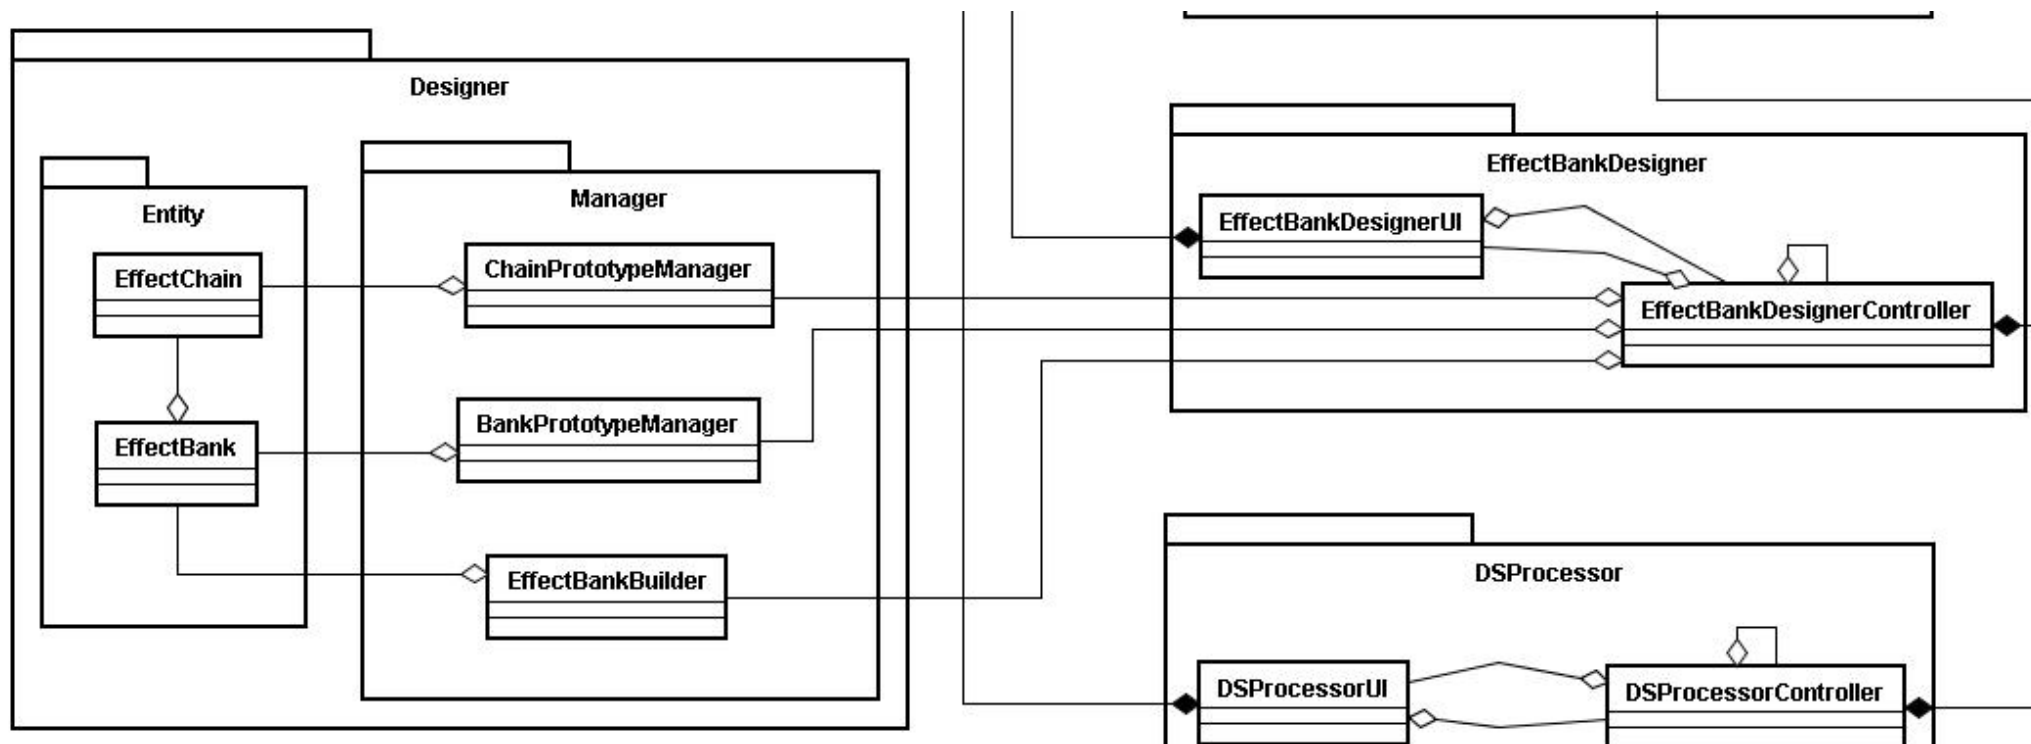 Designer
Entity
EffectChain
EffectBank
Manager
ChainPrototypeManager
BankPrototypeManager
EffectBankBuilder
EffectBankDesigner
EffectBankDesignerUI
EffectBankDesignerController
DSProcessor
DSProcessorUI
DSProcessorController